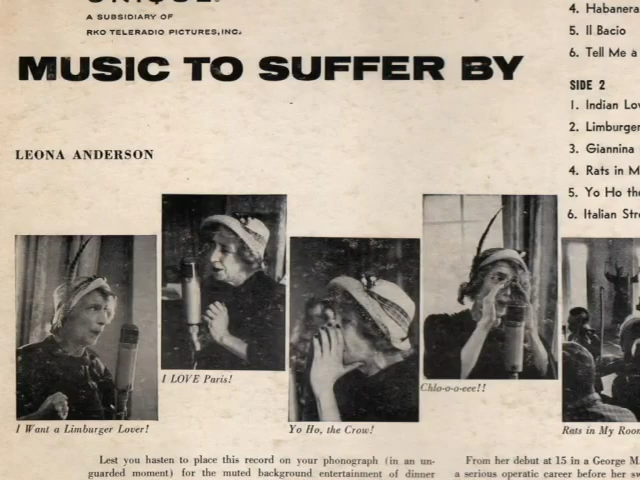 UNIQUE
A SUBSIDIARY OF
RKO TELERADIO PICTURES, INC.
MUSIC TO SUFFER BY
LEONA ANDERSON
4. Habanera
5. Il Bacio
6. Tell Me a
SIDE 2
1. Indian Lo
2. Limburger
3. Giannina
4. Rats in M
5. Yo Ho the
6. Italian Str
I Want a Limburger Lover!
I LOVE Paris!
Yo Ho, the Crow!
Chlo-o-o-eee!!
Rats in My Room
Lest you hasten to place this record on your phonograph (in an un-
guarded moment) for the muted background entertainment of dinner
From her debut at 15 in a George M.
a serious operatic career before her sw